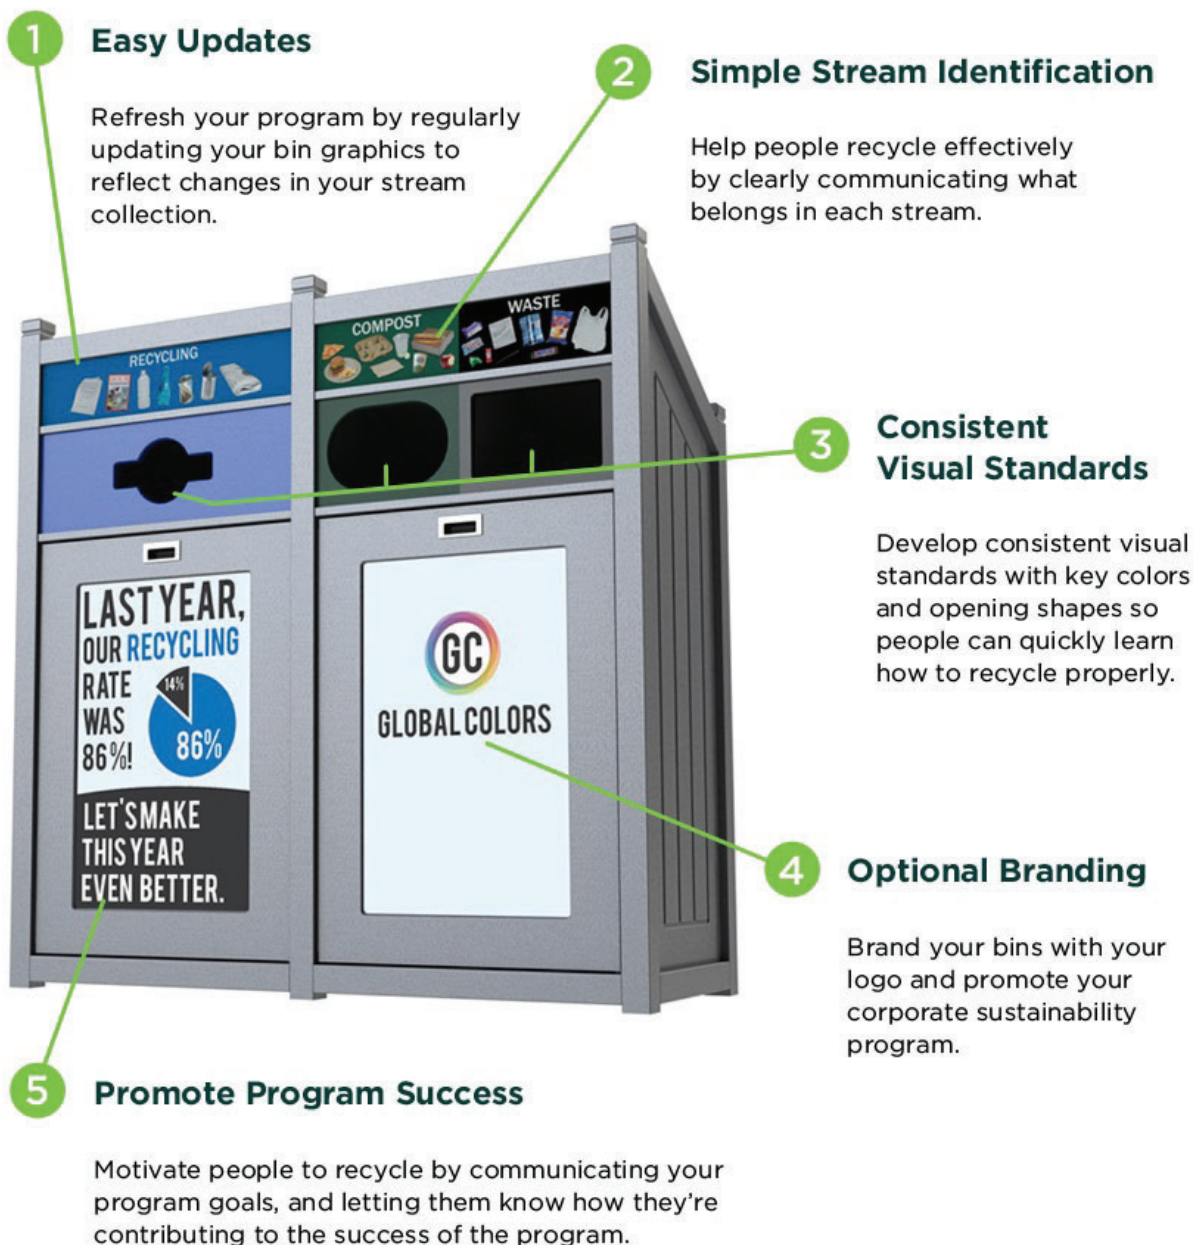 1
Easy Updates
Refresh your program by regularly
updating your bin graphics to
reflect changes in your stream
collection.
2
Simple Stream Identification
Help people recycle effectively
by clearly communicating what
belongs in each stream.
RECYCLING
COMPOST
WASTE
3
Consistent
Visual Standards
Develop consistent visual
standards with key colors
and opening shapes so
people can quickly learn
how to recycle properly.
LAST YEAR,
OUR RECYCLING
RATE
WAS
86%!
14%
86%
LET'S MAKE
THIS YEAR
EVEN BETTER.
GC
GLOBAL COLORS
4
Optional Branding
Brand your bins with your
logo and promote your
corporate sustainability
program.
5
Promote Program Success
Motivate people to recycle by communicating your
program goals, and letting them know how they're
contributing to the success of the program.